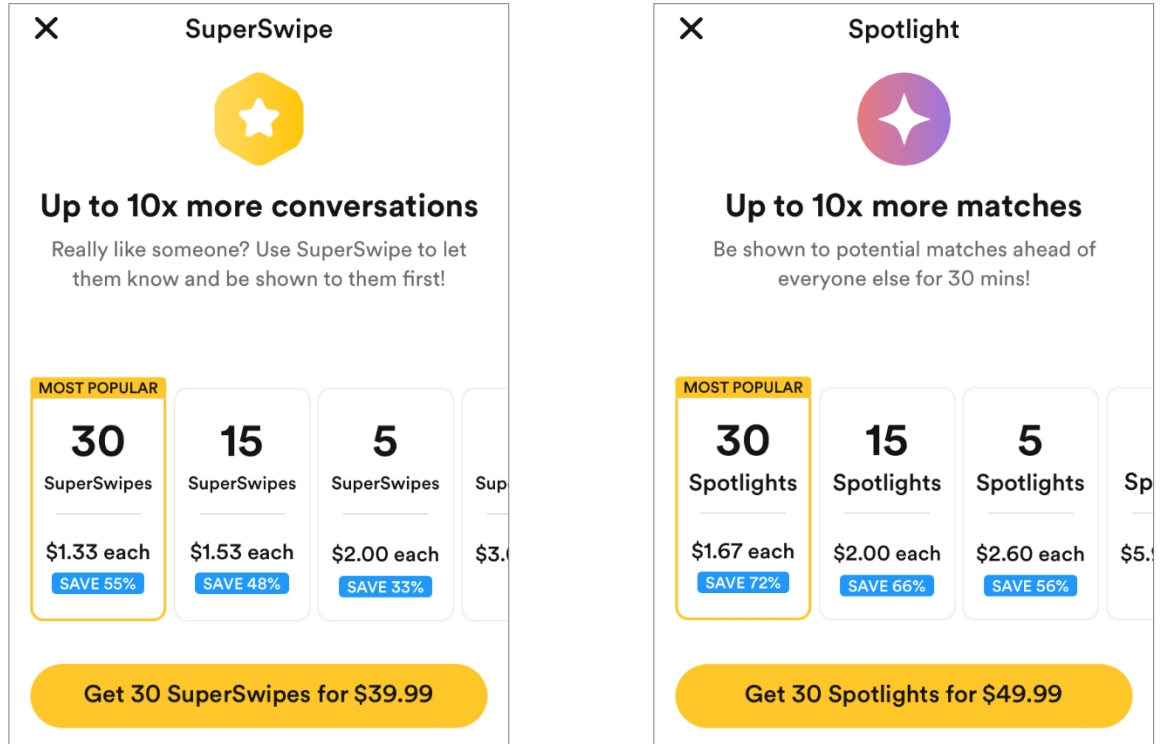 SuperSwipe
Up to 10x more conversations
Really like someone? Use SuperSwipe to let
them know and be shown to them first!
MOST POPULAR
30
SuperSwipes
$1.33 each
SAVE 55%
15
SuperSwipes
$1.53 each
SAVE 48%
5
SuperSwipes
$2.00 each
SAVE 33%
Get 30 SuperSwipes for $39.99
Spotlight
Up to 10x more matches
Be shown to potential matches ahead of
everyone else for 30 mins!
MOST POPULAR
30
Spotlights
$1.67 each
SAVE 72%
15
Spotlights
$2.00 each
SAVE 66%
5
Spotlights
$2.60 each
SAVE 56%
Get 30 Spotlights for $49.99